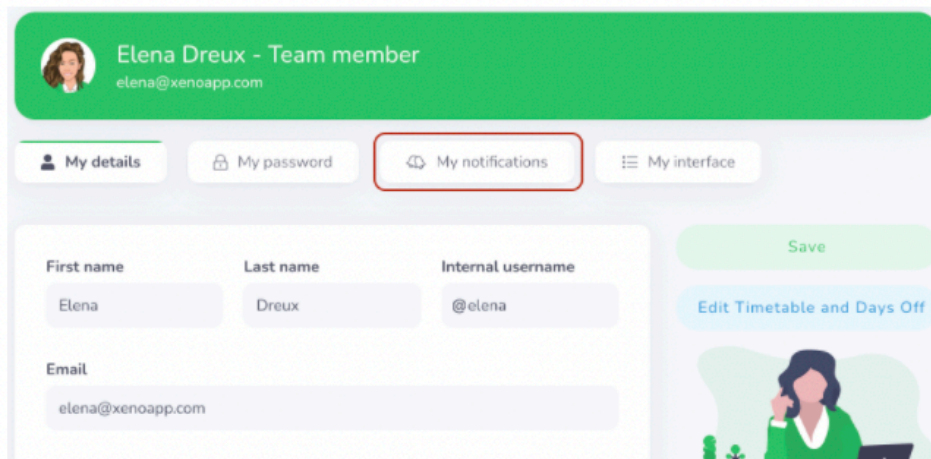 Elena Dreux - Team member
elena@xenoapp.com
My details
My password
My notifications
My interface
Save
First name
Last name
Internal username
Elena
Dreux
@elena
Edit Timetable and Days Off
Email
elena@xenoapp.com